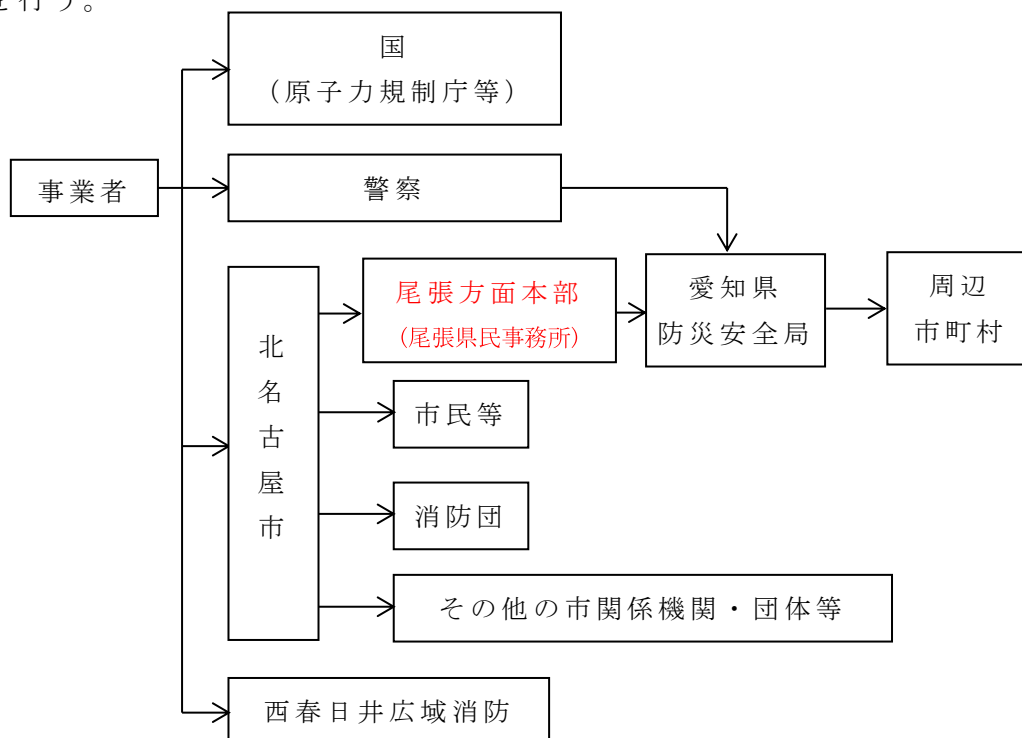 を行う。
国
（原子力規制庁等）
事業者
警察
北名古屋市
尾張方面本部
(尾張県民事務所)
愛知県
防災安全局
周辺
市町村
市民等
消防団
その他の市関係機関・団体等
西春日井広域消防